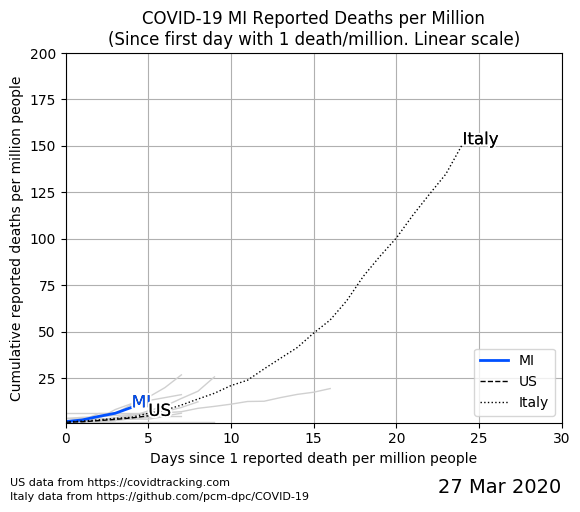 COVID-19 MI Reported Deaths per Million
(Since first day with 1 death/million. Linear scale)
Cumulative reported deaths per million people
200
175
150
125
100
75
50
25
Italy
MI
US
MI
US
Italy
0
5
10
15
20
25
30
Days since 1 reported death per million people
US data from https://covidtracking.com
Italy data from https://github.com/pcm-dpc/COVID-19
27 Mar 2020